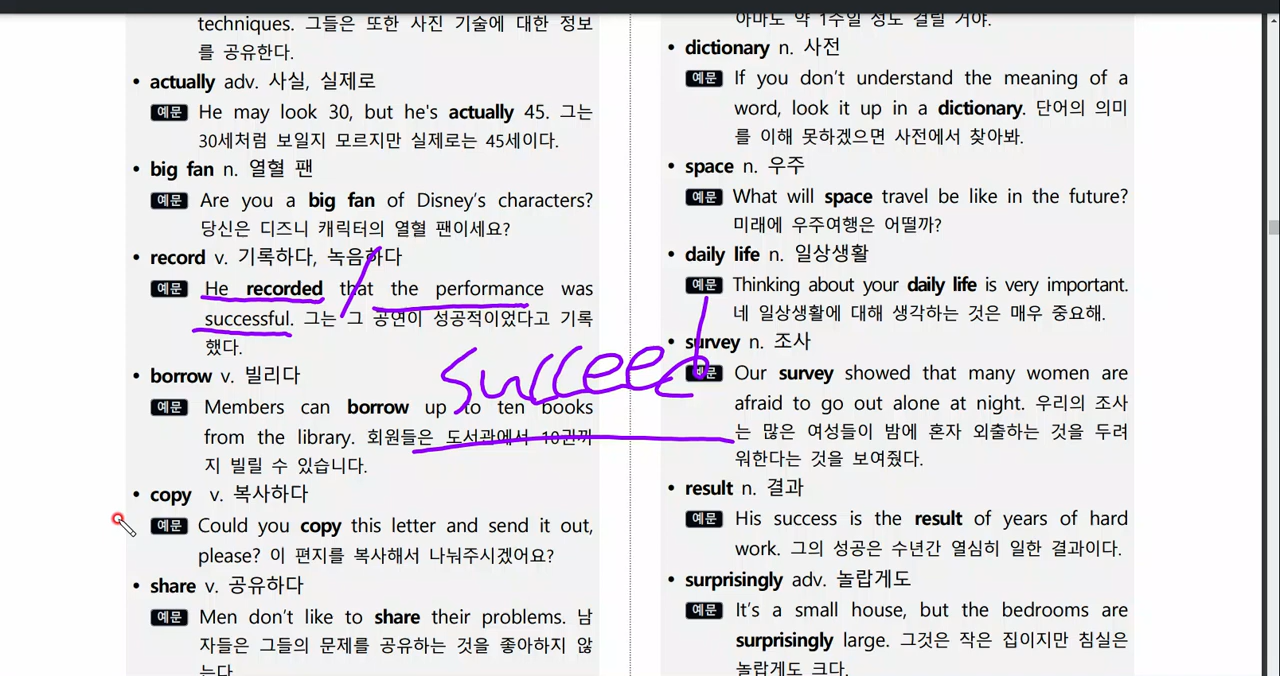 techniques. 그들은 또한 사진 기술에 대한 정보
를 공유한다.
• actually adv. 사실, 실제로
예문 He may look 30, but he's actually 45. 그는
30세처럼 보일지 모르지만 실제로는 45세이다.
• big fan n. 열혈 팬
예문 Are you a big fan of Disney's characters?
당신은 디즈니 캐릭터의 열혈 팬이세요?
• record v. 기록하다, 녹음하다
예문 He recorded that the performance was
successful. 그는 그 공연이 성공적이었다고 기록
했다.
• borrow v. 빌리다
예문 Members can borrow up to ten books
from the library. 회원들은 도서관에서 10권까
지 빌릴 수 있습니다.
• copy v. 복사하다
예문 Could you copy this letter and send it out,
please? 이 편지를 복사해서 나눠주시겠어요?
• share v. 공유하다
예문 Men don't like to share their problems. 남
자들은 그들의 문제를 공유하는 것을 좋아하지 않
는다.
succeed
아마도 약 1주일 정도 걸릴 거야.
• dictionary n. 사전
예문 If you don't understand the meaning of a
word, look it up in a dictionary. 단어의 의미
를 이해 못하겠으면 사전에서 찾아봐.
• space n. 우주
예문 What will space travel be like in the future?
미래에 우주여행은 어떨까?
• daily life n. 일상생활
예문 Thinking about your daily life is very important.
네 일상생활에 대해 생각하는 것은 매우 중요해.
• survey n. 조사
예문 Our survey showed that many women are
afraid to go out alone at night. 우리의 조사
는 많은 여성들이 밤에 혼자 외출하는 것을 두려
워한다는 것을 보여줬다.
• result n. 결과
예문 His success is the result of years of hard
work. 그의 성공은 수년간 열심히 일한 결과이다.
• surprisingly adv. 놀랍게도
예문 It's a small house, but the bedrooms are
surprisingly large. 그것은 작은 집이지만 침실은
놀랍게도 크다.